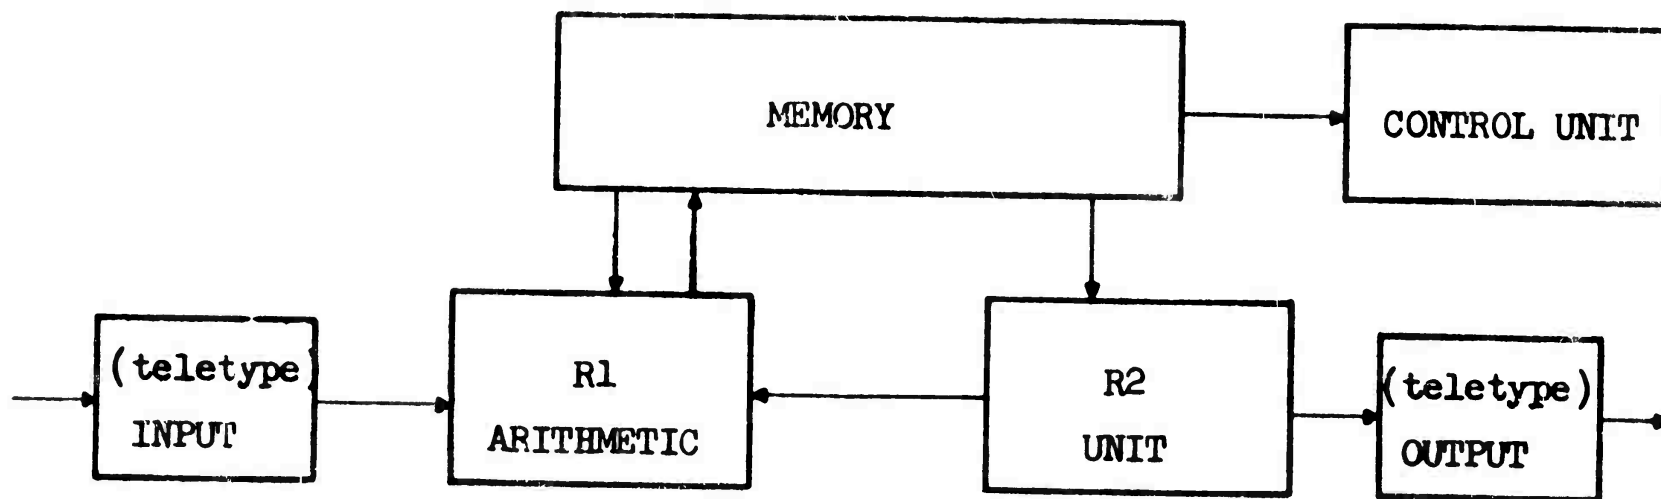 MEMORY
CONTROL UNIT
(teletype)
INPUT
R1
ARITHMETIC
R2
UNIT
(teletype)
OUTPUT